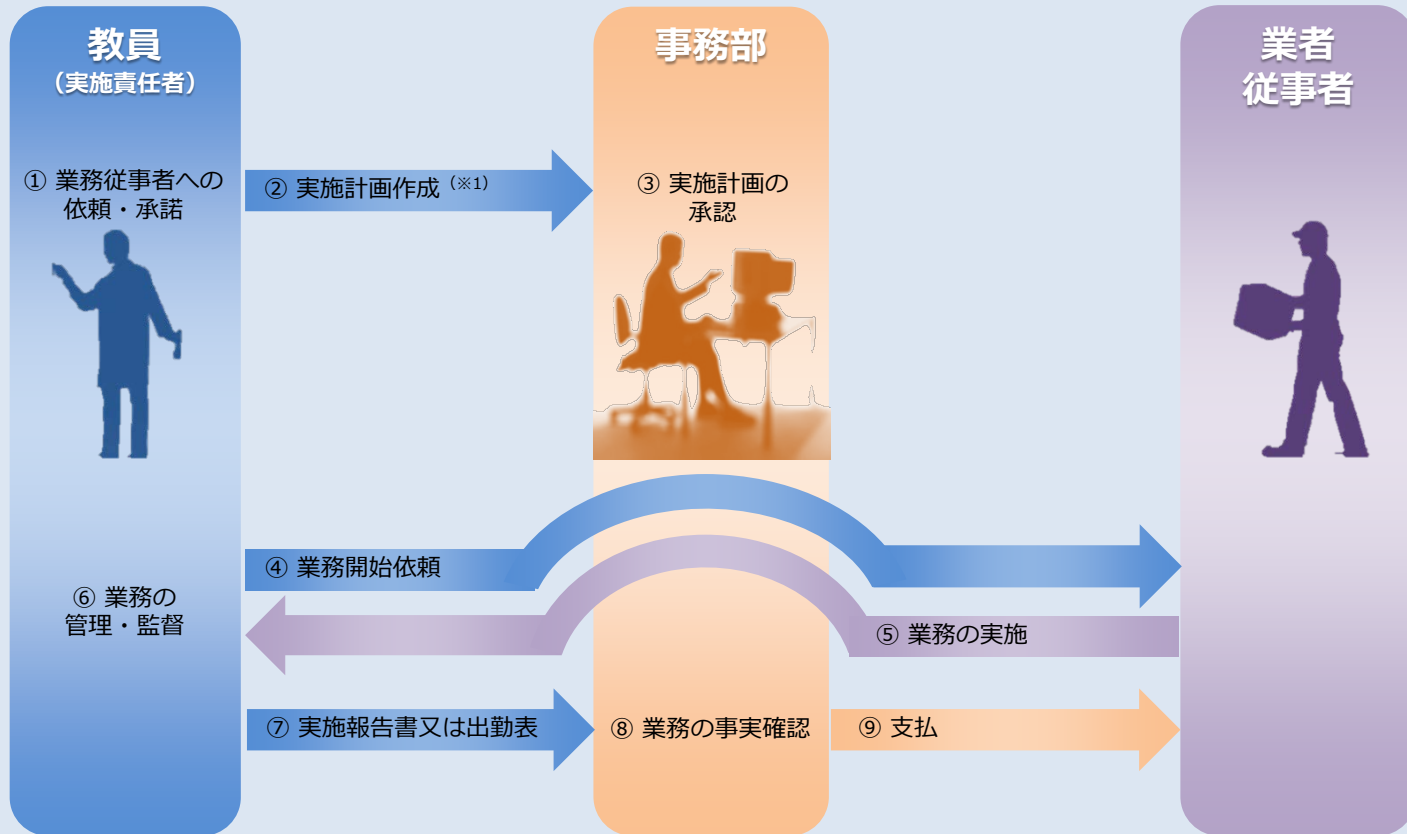 教員
（実施責任者）
事務部
業者
従事者
① 業務従事者への
依頼・承諾
② 実施計画作成（※1）
③ 実施計画の
承認
④ 業務開始依頼
⑤ 業務の実施
⑥ 業務の
管理・監督
⑦ 実施報告書又は出勤表
⑧ 業務の事実確認
⑨ 支払